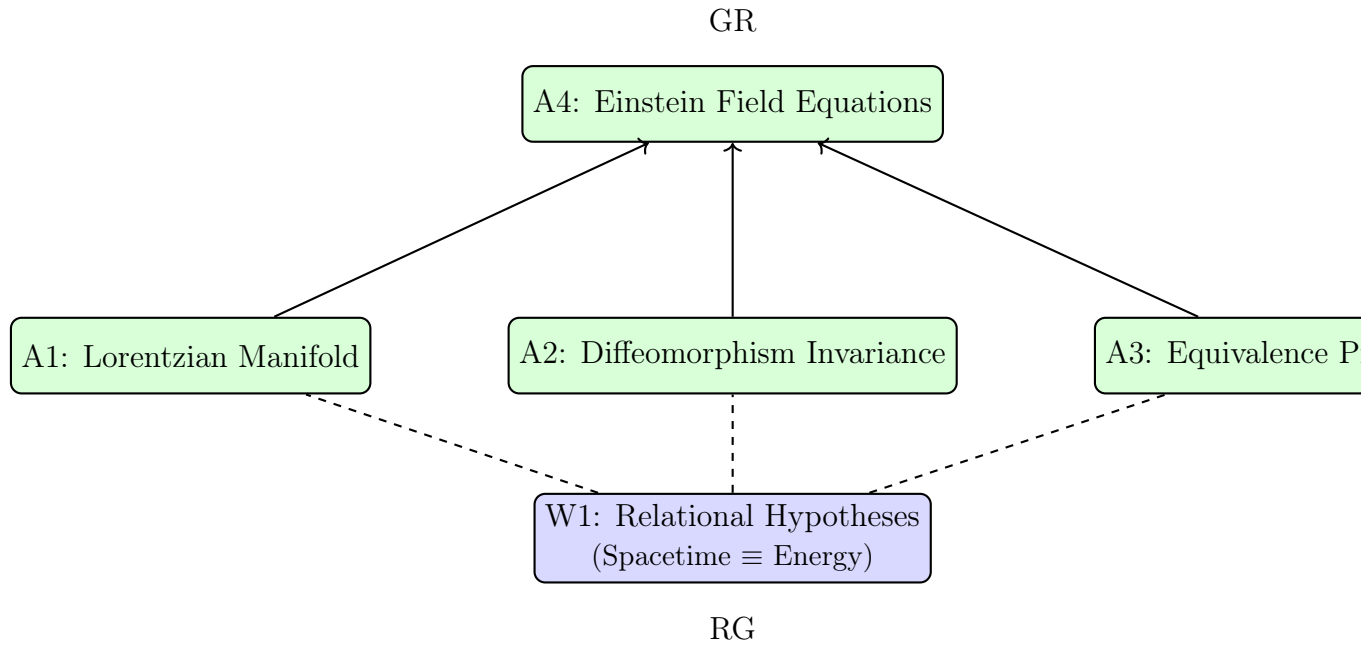 GR
A4: Einstein Field Equations
A1: Lorentzian Manifold
A2: Diffeomorphism Invariance
A3: Equivalence
W1: Relational Hypotheses
(Spacetime ≡ Energy)
RG